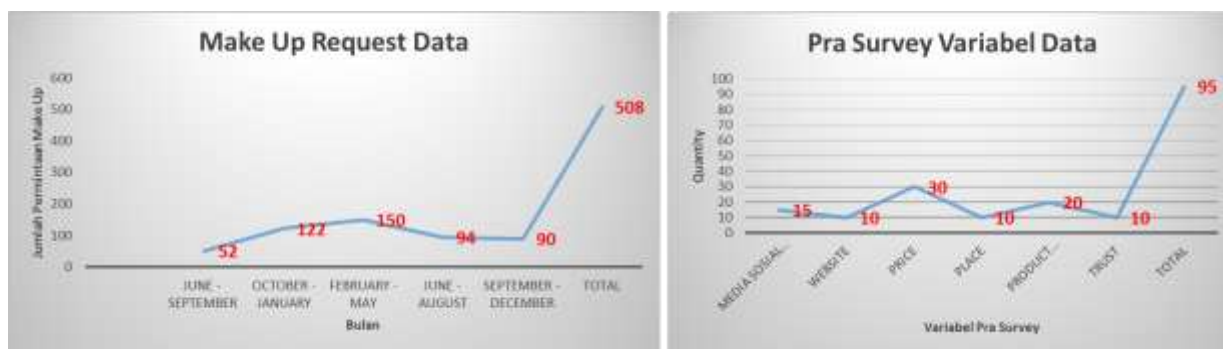 Make Up Request Data
Jumlah Permintaan Make Up
600
500
400
300
200
100
0
52
122
150
94
90
508
JUNE - SEPTEMBER
OCTOBER - JANUARY
FEBRUARY - MAY
JUNE - AUGUST
SEPTEMBER - DECEMBER
TOTAL
Bulan
Pra Survey Variabel Data
Quantity
100
90
80
70
60
50
40
30
20
10
0
15
10
30
10
20
10
95
MEDIA SOSIAL...
WEBSITE
PRICE
PLACE
PRODUCT...
TRUST
TOTAL
Variabel Pra Survey